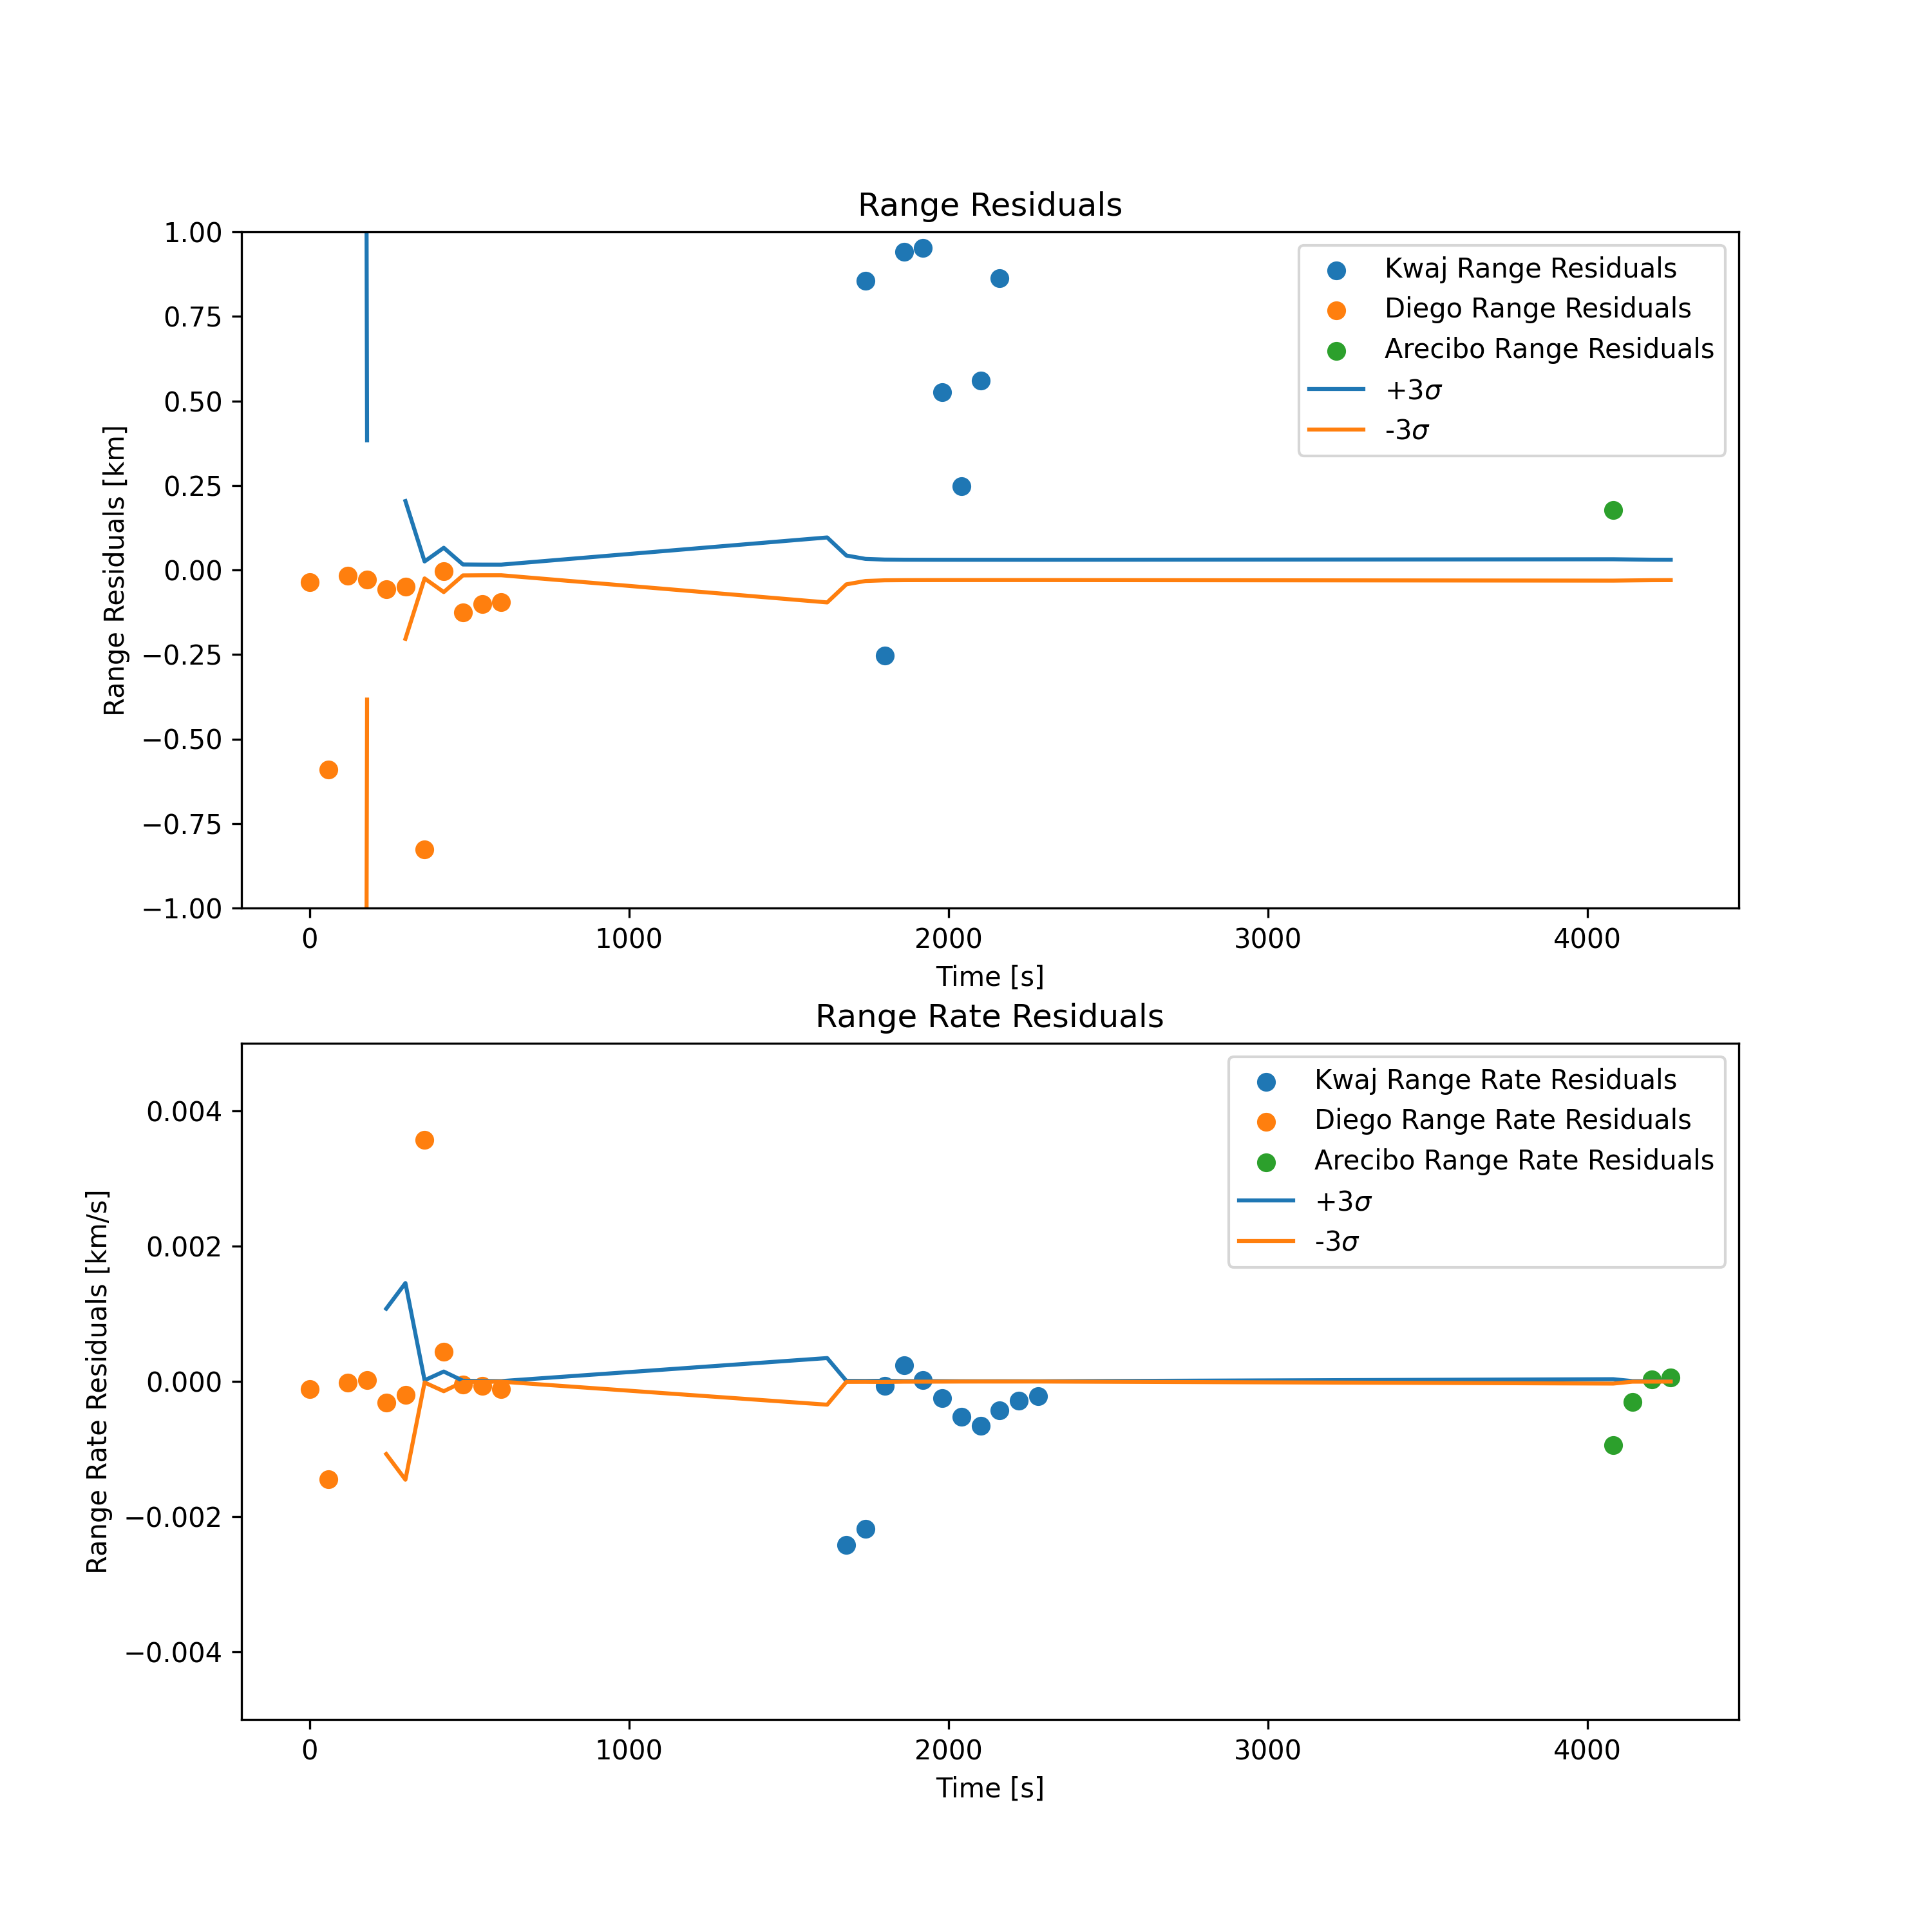 Range Residuals
1.00
0.75
0.50
0.25
0.00
−0.25
−0.50
−0.75
−1.00
Range Residuals [km]
Kwaj Range Residuals
Diego Range Residuals
Arecibo Range Residuals
+3σ
-3σ
0 1000 2000 3000 4000
Time [s]
Range Rate Residuals
0.004
0.002
0.000
−0.002
−0.004
Range Rate Residuals [km/s]
Kwaj Range Rate Residuals
Diego Range Rate Residuals
Arecibo Range Rate Residuals
+3σ
-3σ
0 1000 2000 3000 4000
Time [s]